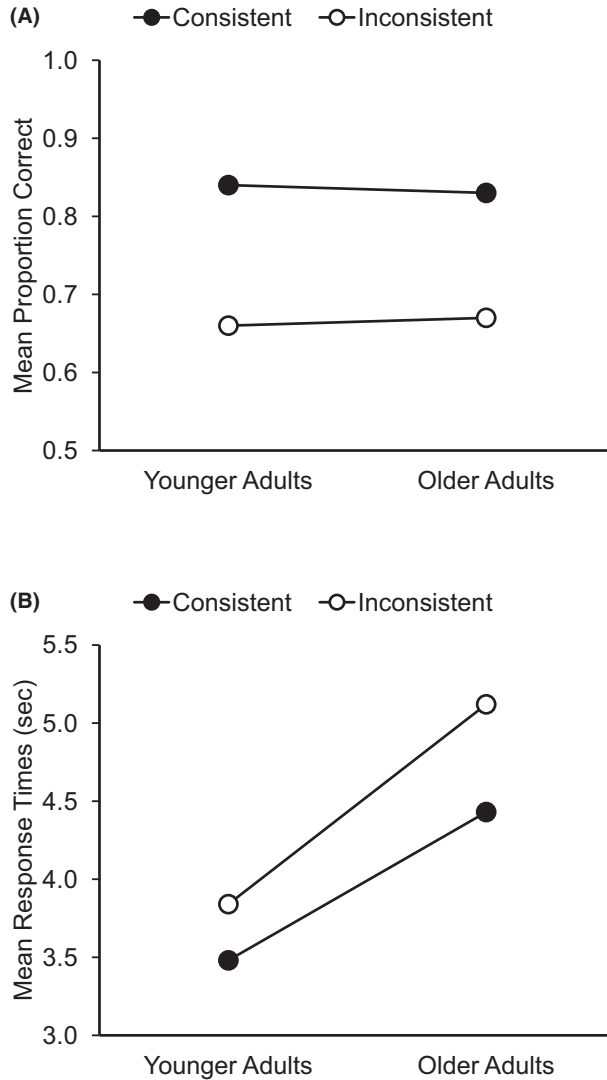 (A) Consistent Inconsistent
Mean Proportion Correct
1.0
0.9
0.8
0.7
0.6
0.5
Younger Adults Older Adults
(B) Consistent Inconsistent
Mean Response Times (sec)
5.5
5.0
4.5
4.0
3.5
3.0
Younger Adults Older Adults